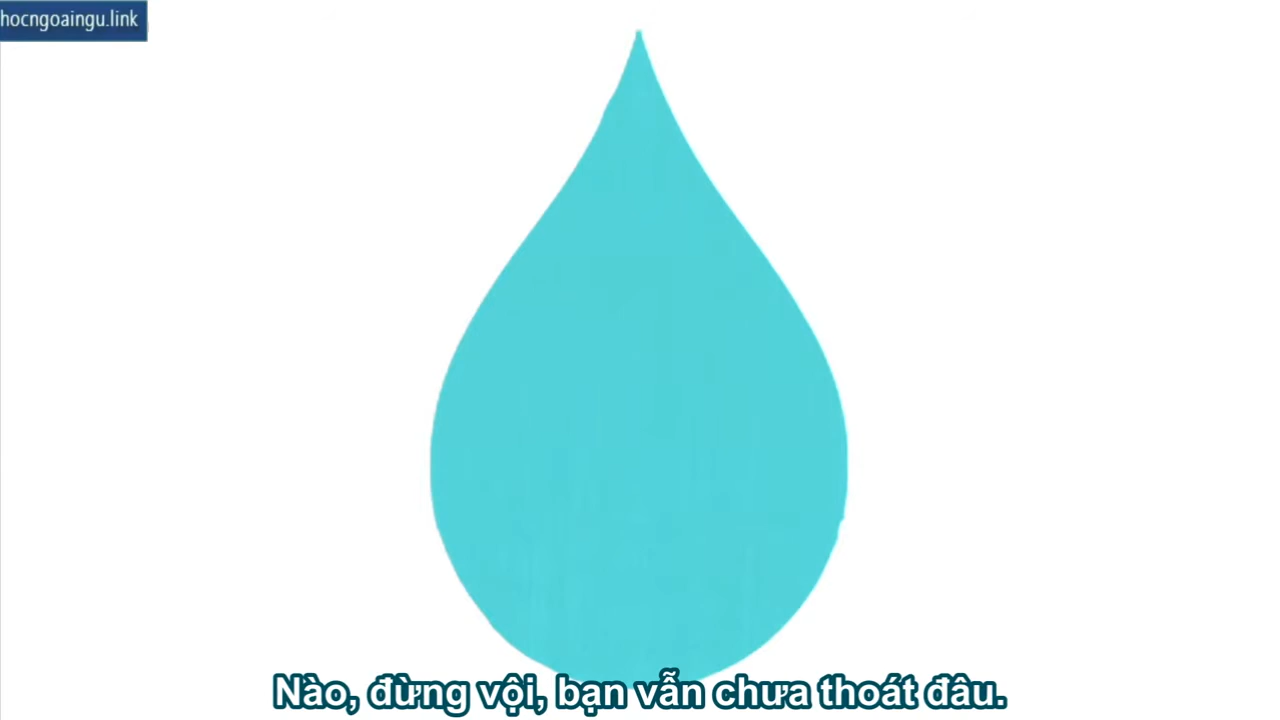 hocngoaingu.link
Nào, đừng vội, bạn vẫn chưa thoát đâu.